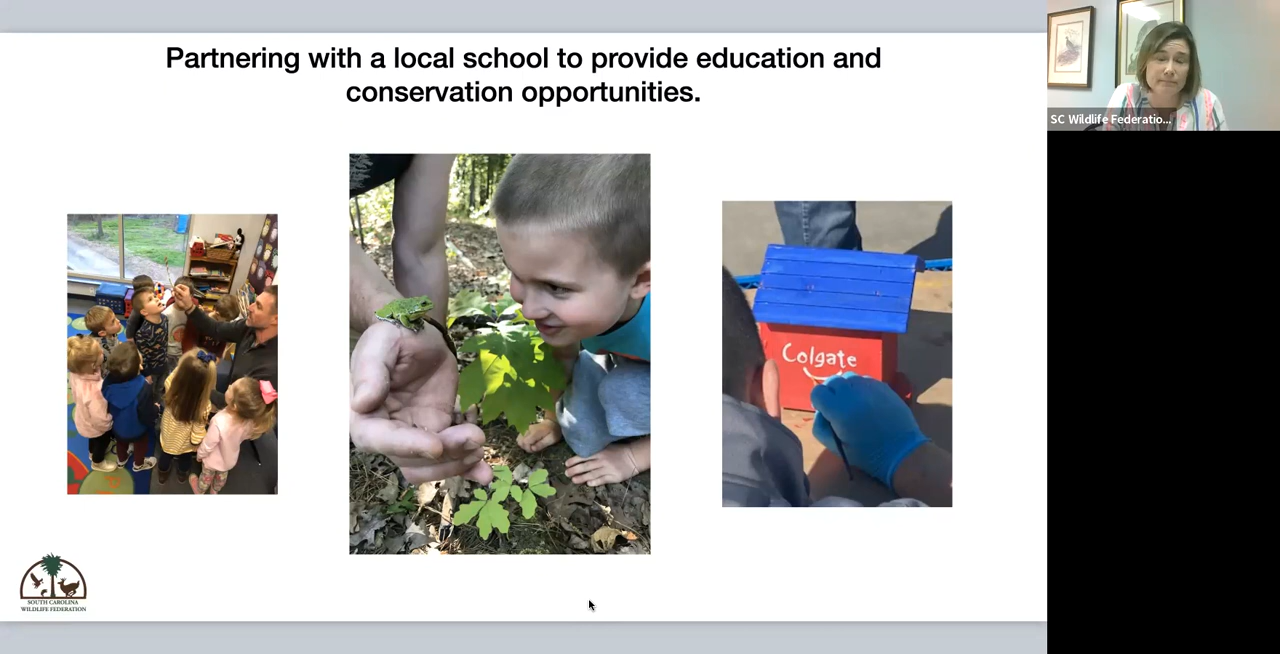 Partnering with a local school to provide education and
conservation opportunities.
SC Wildlife Federatio...
Colgate
SOUTH CAROLINA
WILDLIFE FEDERATION